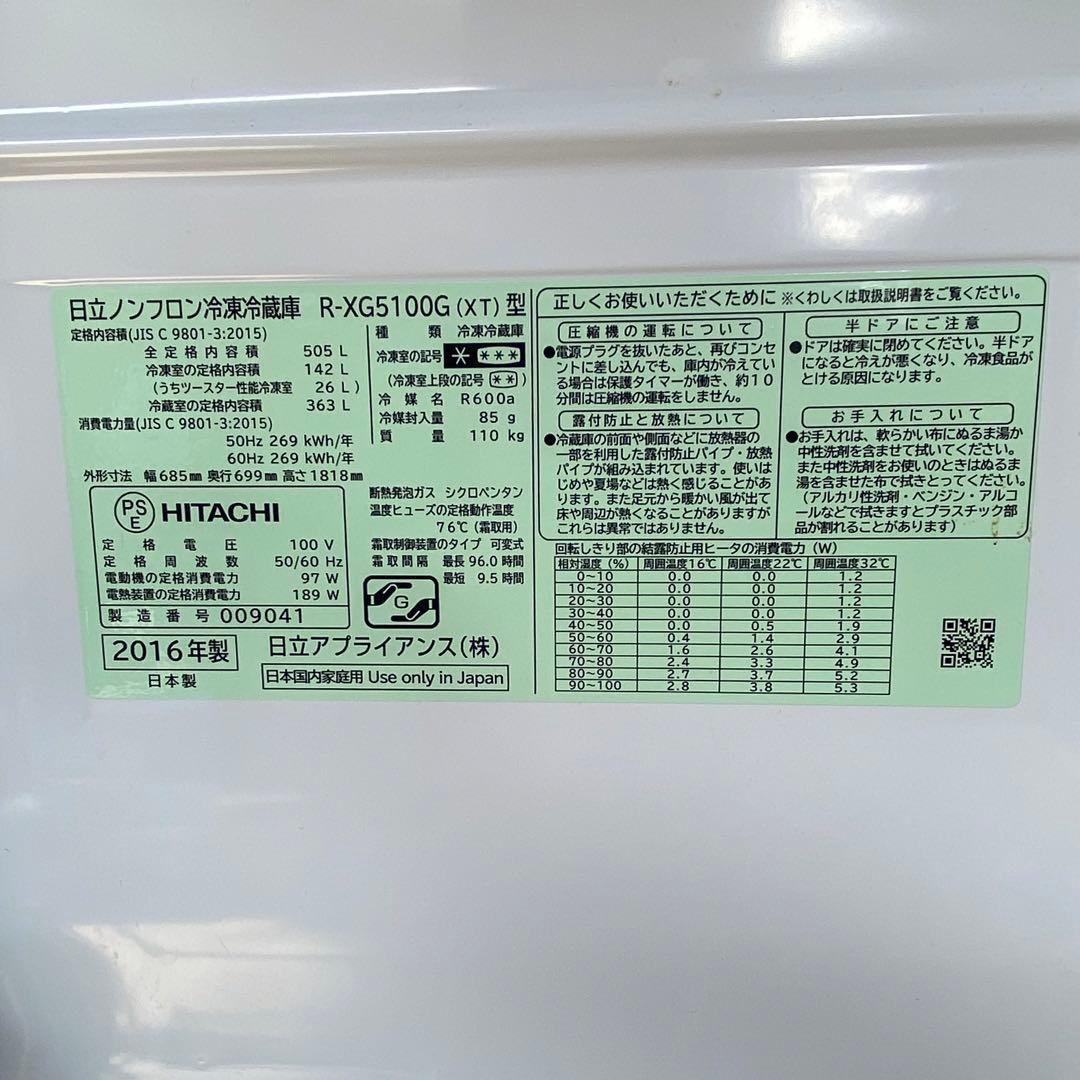 日立ノンフロン冷凍冷蔵庫 R-XG5100G (XT) 型
定格内容積(JIS C 9801-3:2015)
全定格内容積 505 L
冷凍室の定格内容積 142 L
(うちツースター性能冷凍室 26 L)
冷蔵室の定格内容積 363 L
消費電力量(JIS C 9801-3:2015)
50Hz 269 kWh/年
60Hz 269 kWh/年
外形寸法 幅685mm 奥行699mm 高さ1818mm
種類 冷凍冷蔵庫
冷凍室の記号 ****
(冷凍室上段の記号 **)
冷媒名 R600a
冷媒封入量 85 g
質量 110 kg
PSE HITACHI
定格電圧 100 V
定格周波数 50/60 Hz
電動機の定格消費電力 97 W
電熱装置の定格消費電力 189 W
製造番号 009041
2016年製
日本製
断熱発泡ガス シクロペンタン
温度ヒューズの定格動作温度
76℃(霜取用)
霜取制御装置のタイプ 可変式
霜取間隔 最長 96.0 時間
最短 9.5 時間
G
日立アプライアンス(株)
日本国内家庭用 Use only in Japan
正しくお使いいただくために ※くわしくは取扱説明書をご覧ください。
圧縮機の運転について
●電源プラグを抜いたあと、再びコンセ
ントに差し込んでも、庫内が冷えてい
る場合は保護タイマーが働き、約10
分間は圧縮機の運転をしません。
露付防止と放熱について
●冷蔵庫の前面や側面などに放熱器の
一部を利用した露付防止パイプ・放熱
パイプが組み込まれています。使いは
じめや夏場などは熱く感じることがあ
ります。また足元から暖かい風が出て
床や周辺が熱くなることがありますが
これらは異常ではありません。
半ドアにご注意
●ドアは確実に閉めてください。半ドア
になると冷えが悪くなり、冷凍食品が
とける原因になります。
お手入れについて
●お手入れは、軟らかい布にぬるま湯か
中性洗剤を含ませて拭いてください。
また中性洗剤をお使いのときはぬるま
湯を含ませた布で拭きとってください。
(アルカリ性洗剤・ベンジン・アルコ
ールなどで拭きますとプラスチック部
品が割れることがあります)
回転しきり部の結露防止用ヒータの消費電力 (W)
相対湿度 (%) 周囲温度16℃ 周囲温度22℃ 周囲温度32℃
0~10 0.0 0.0 1.2
10~20 0.0 0.0 1.2
20~30 0.0 0.0 1.2
30~40 0.0 0.0 1.2
40~50 0.0 0.5 1.9
50~60 0.4 1.4 2.9
60~70 1.6 2.6 4.1
70~80 2.4 3.3 4.9
80~90 2.7 3.7 5.2
90~100 2.8 3.8 5.3